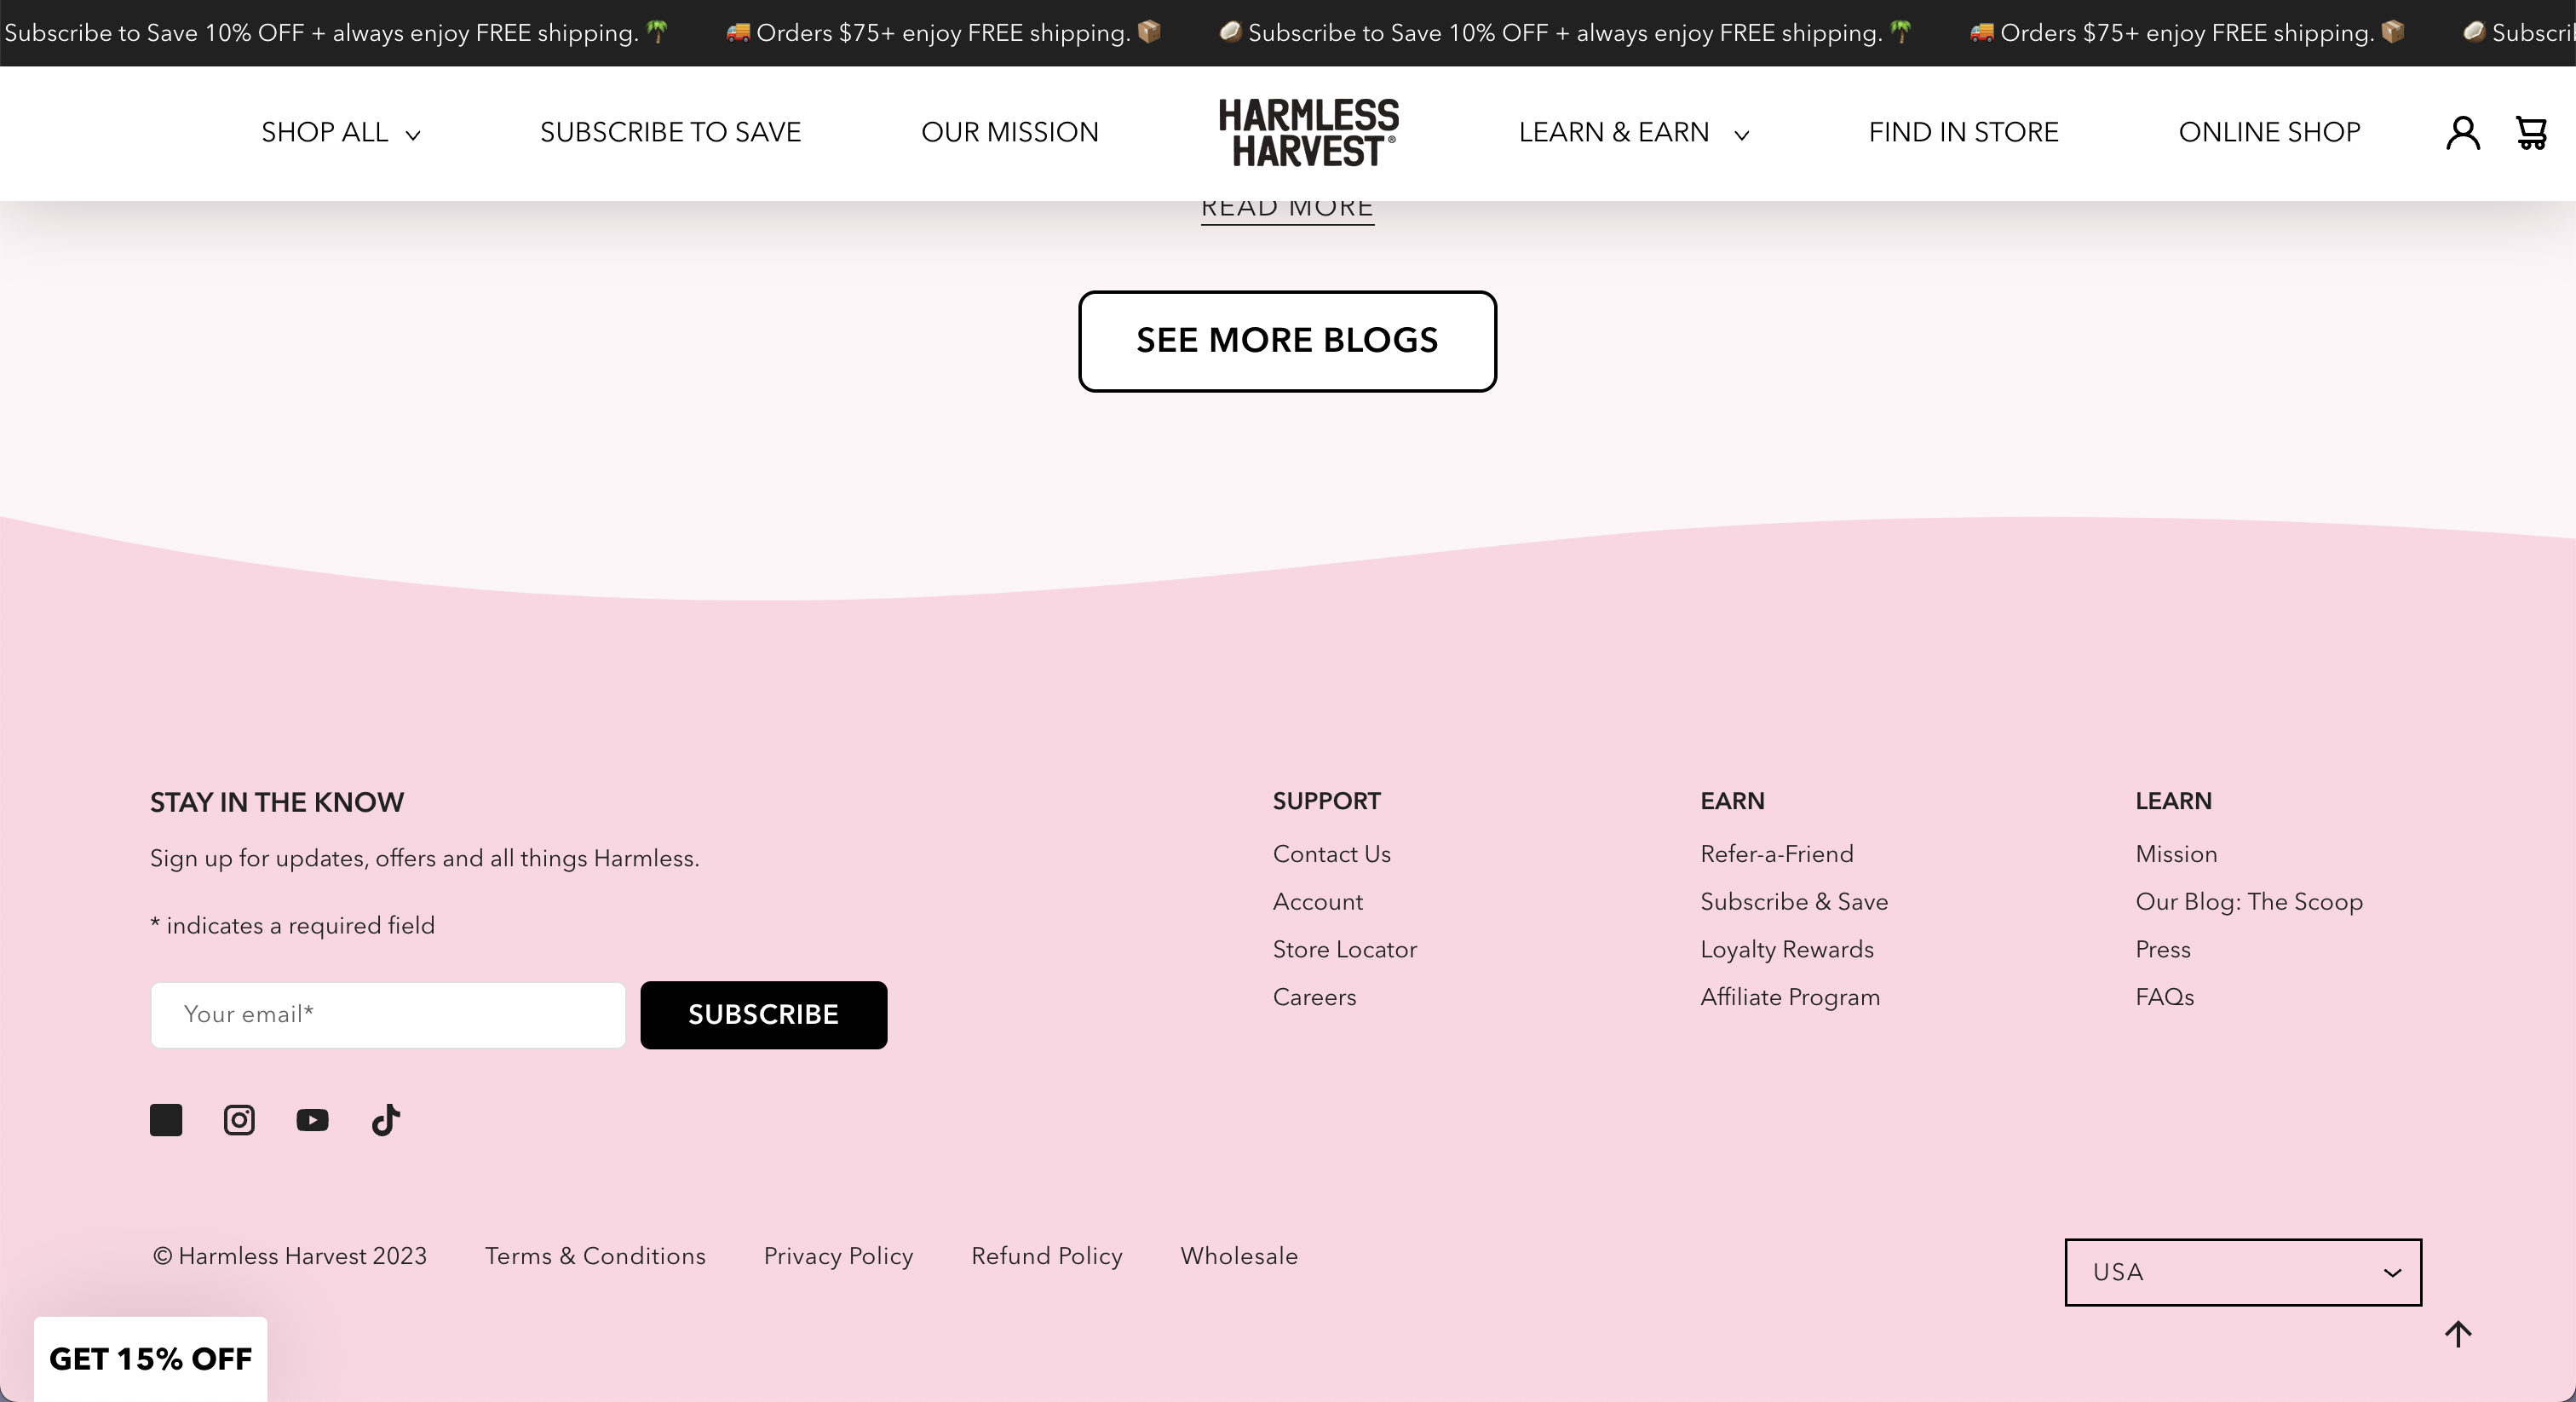 Subscribe to Save 10% OFF + always enjoy FREE shipping.🌴 🚚 Orders $75+ enjoy FREE shipping.📦 🥥 Subscribe to Save 10% OFF + always enjoy FREE shipping.🌴 🚚 Orders $75+ enjoy FREE shipping.📦 🥥
SHOP ALL SUBSCRIBE TO SAVE OUR MISSION HARMLESS HARVEST® LEARN & EARN FIND IN STORE ONLINE SHOP
READ MORE
SEE MORE BLOGS
STAY IN THE KNOW
Sign up for updates, offers and all things Harmless.
* indicates a required field
Your email* SUBSCRIBE
SUPPORT
Contact Us
Account
Store Locator
Careers
EARN
Refer-a-Friend
Subscribe & Save
Loyalty Rewards
Affiliate Program
LEARN
Mission
Our Blog: The Scoop
Press
FAQs
© Harmless Harvest 2023 Terms & Conditions Privacy Policy Refund Policy Wholesale
USA
GET 15% OFF